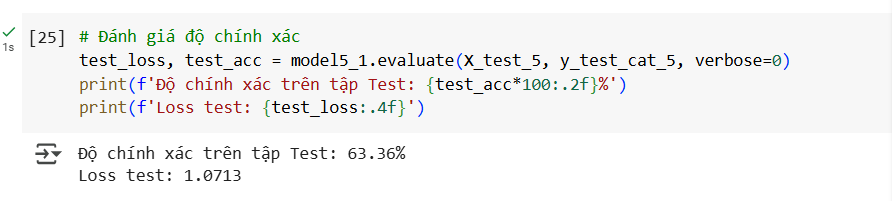 [25] # Đánh giá độ chính xác
1s
test_loss, test_acc = model5_1.evaluate(X_test_5, y_test_cat_5, verbose=0)
print(f'Độ chính xác trên tập Test: {test_acc*100:.2f}%')
print(f'Loss test: {test_loss:.4f}')
Độ chính xác trên tập Test: 63.36%
Loss test: 1.0713